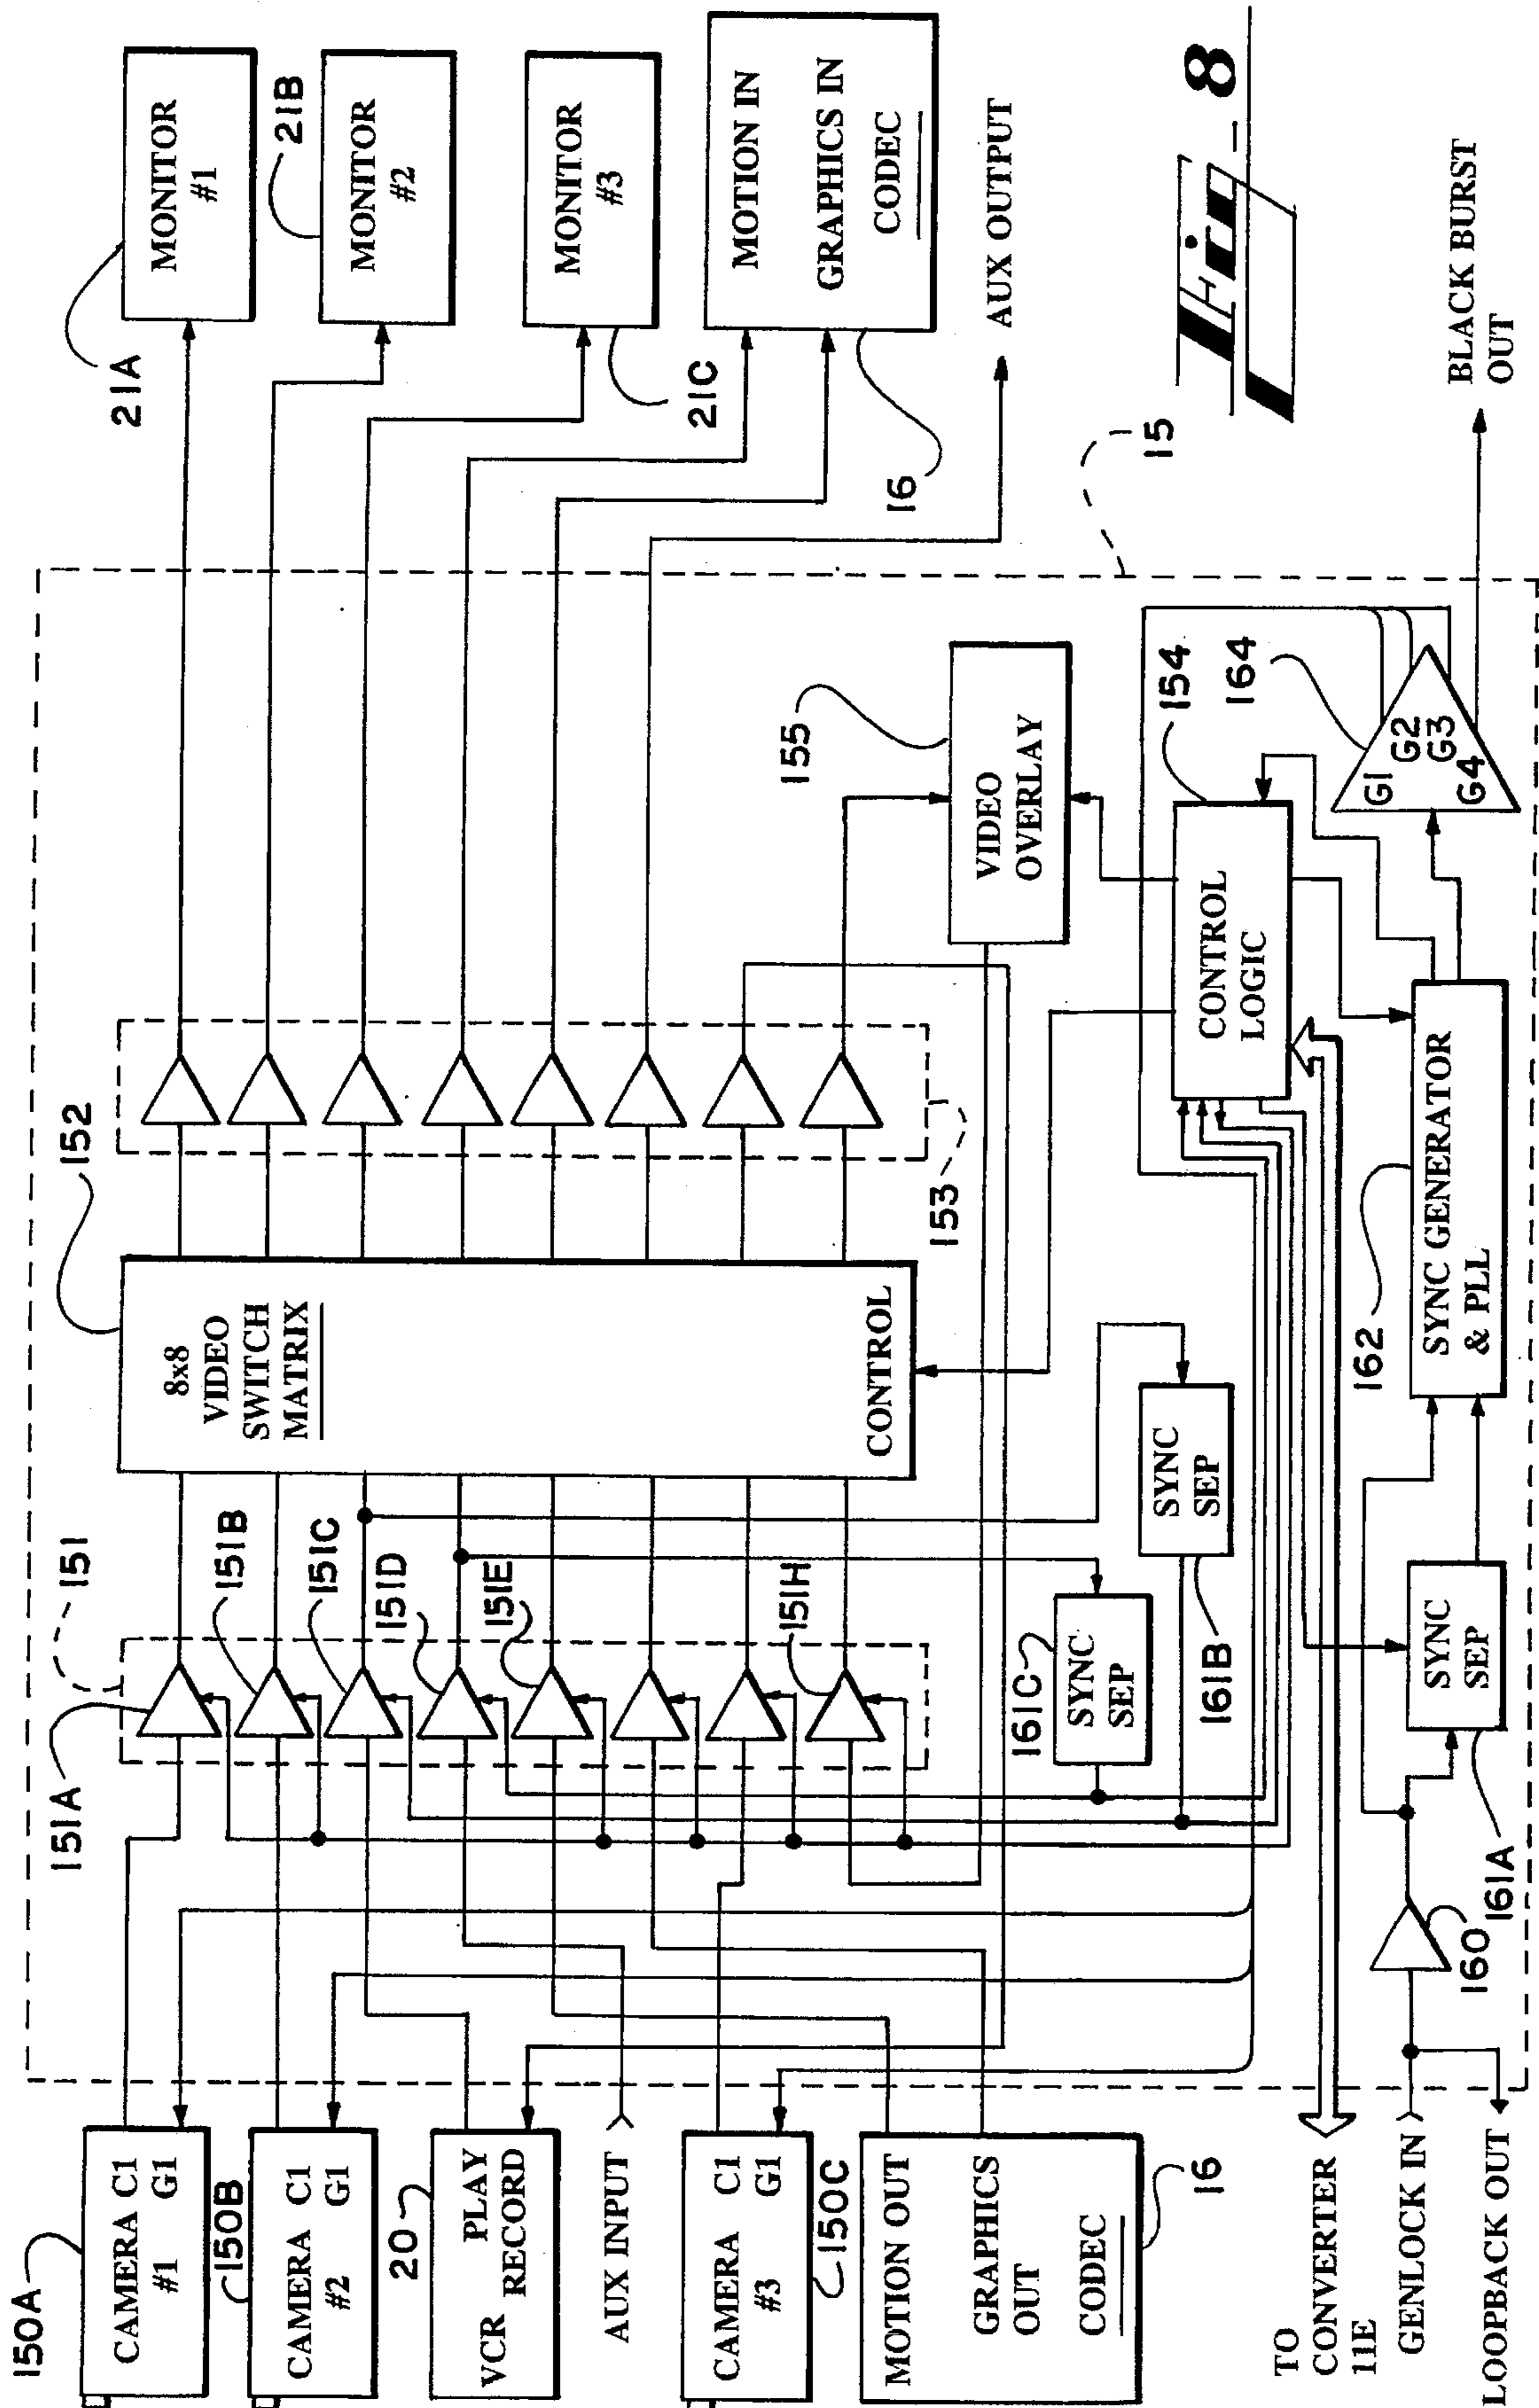 150A
CAMERA C1
#1 G1
150B
CAMERA C1
#2 G1
20
PLAY
VCR RECORD
AUX INPUT
CAMERA C1
#3 G1
150C
MOTION OUT
GRAPHICS
OUT
CODEC
16
TO
CONVERTER
11E
GENLOCK IN
LOOPBACK OUT
151A
151
151B
151C
151D
151E
151H
161C
SYNC
SEP
SYNC
SEP
161B
160
161A
SYNC
SEP
152
8x8
VIDEO
SWITCH
MATRIX
CONTROL
153
162
SYNC GENERATOR
& PLL
CONTROL
LOGIC
154
155
VIDEO
OVERLAY
164
G1
G2
G3
G4
15
21A
MONITOR
#1
21B
MONITOR
#2
MONITOR
#3
21C
MOTION IN
GRAPHICS IN
CODEC
16
AUX OUTPUT
BLACK BURST
OUT
Fig. 8